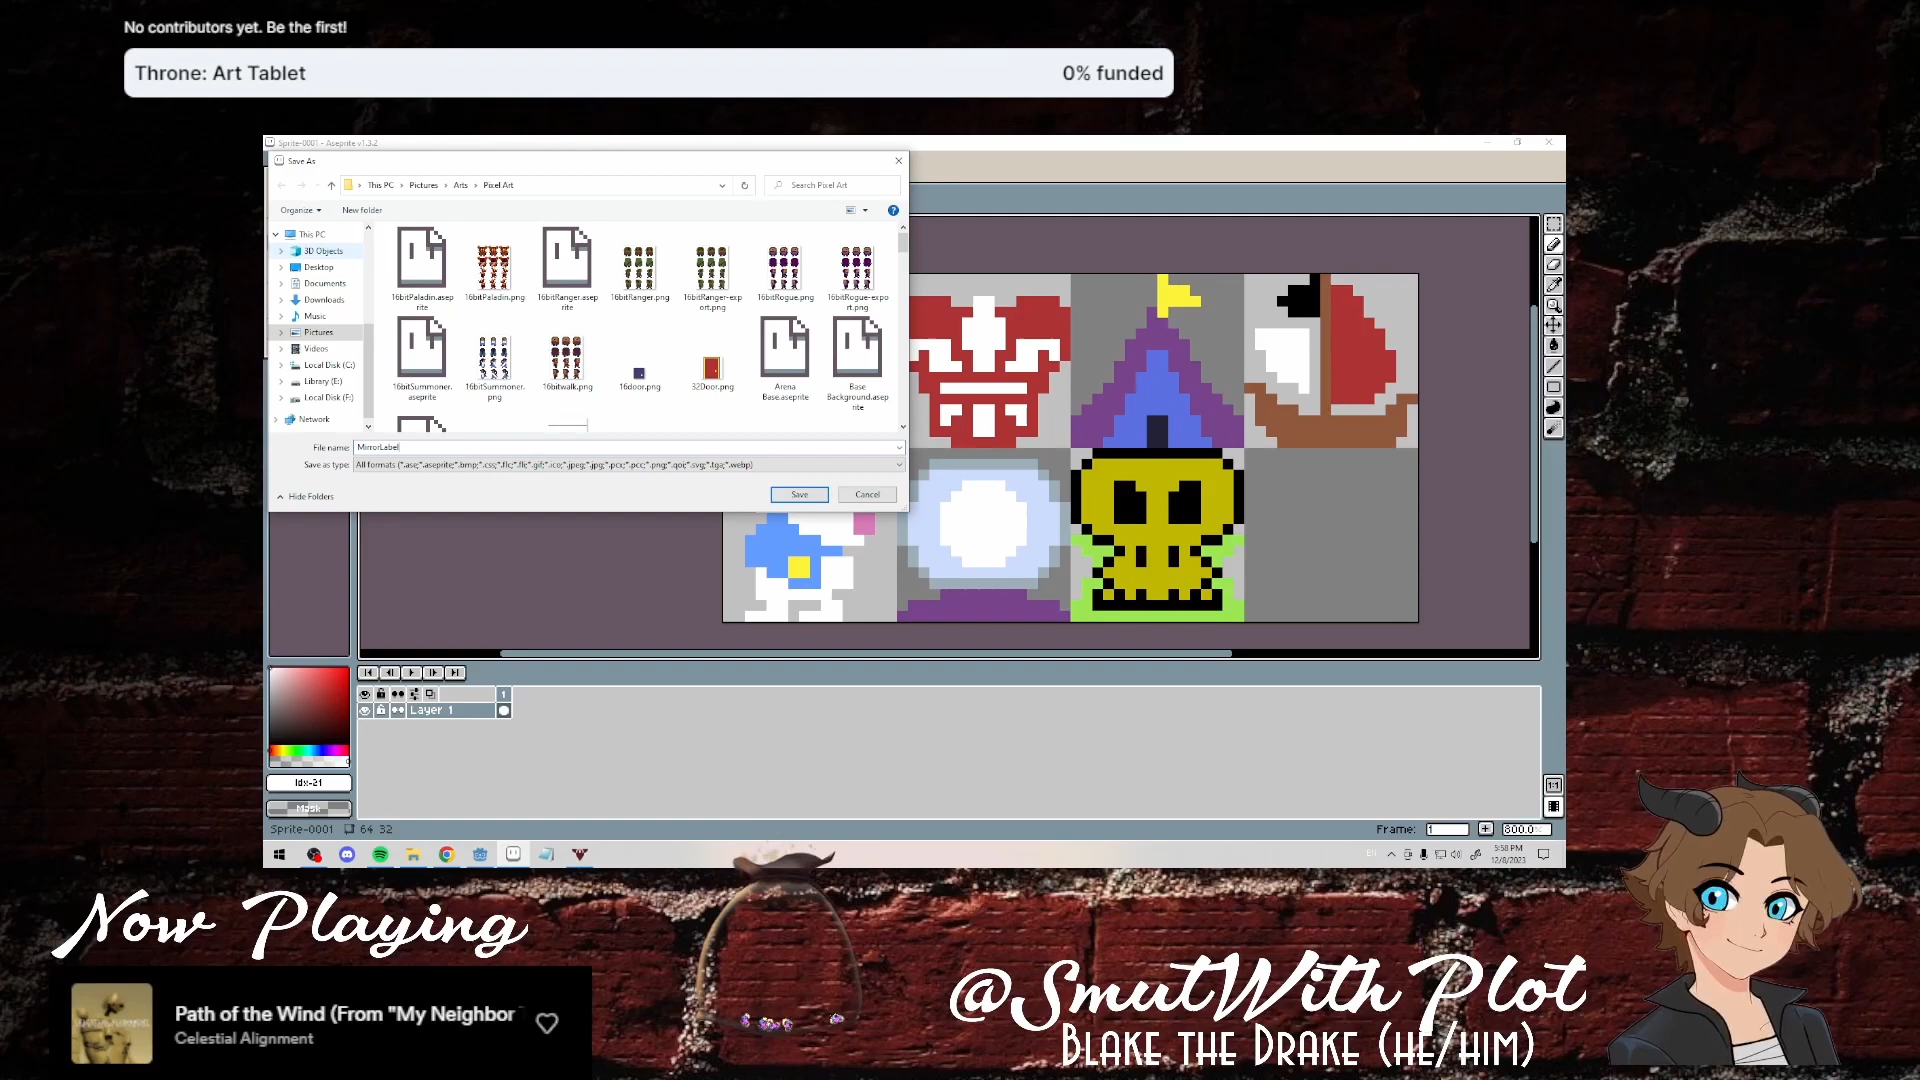 No contributors yet. Be the first!
Throne: Art Tablet 0% funded
Sprite-0001 - Aseprite v1.3.2
Save As
This PC > Pictures > Arts > Pixel Art
Search Pixel Art
Organize New folder
This PC
3D Objects
Desktop
Documents
Downloads
Music
Pictures
Videos
Local Disk (C:)
Library (E:)
Local Disk (F:)
Network
16bitPaladin.aseprite
16bitPaladin.png
16bitRanger.aseprite
16bitRanger.png
16bitRanger-export.png
16bitRogue.png
16bitRogue-export.png
16bitSummoner.aseprite
16bitSummoner.png
16bitwalk.png
16door.png
32Door.png
Arena Base.aseprite
Base Background.aseprite
File name: MirrorLabel
Save as type: All formats (*.ase;*.aseprite;*.bmp;*.css;*.flc;*.fli;*.gif;*.ico;*.jpeg;*.jpg;*.pcx;*.pcc;*.png;*.qoi;*.svg;*.tga;*.webp)
Hide Folders
Save
Cancel
1
Layer 1
Idx-21
Mask
Sprite-0001 64 32
Frame: 1 800.0
1:1
5:58 PM
12/8/2023
Now Playing
Path of the Wind (From "My Neighbor
Celestial Alignment
@SmutWithPlot
Blake the Drake (he/him)